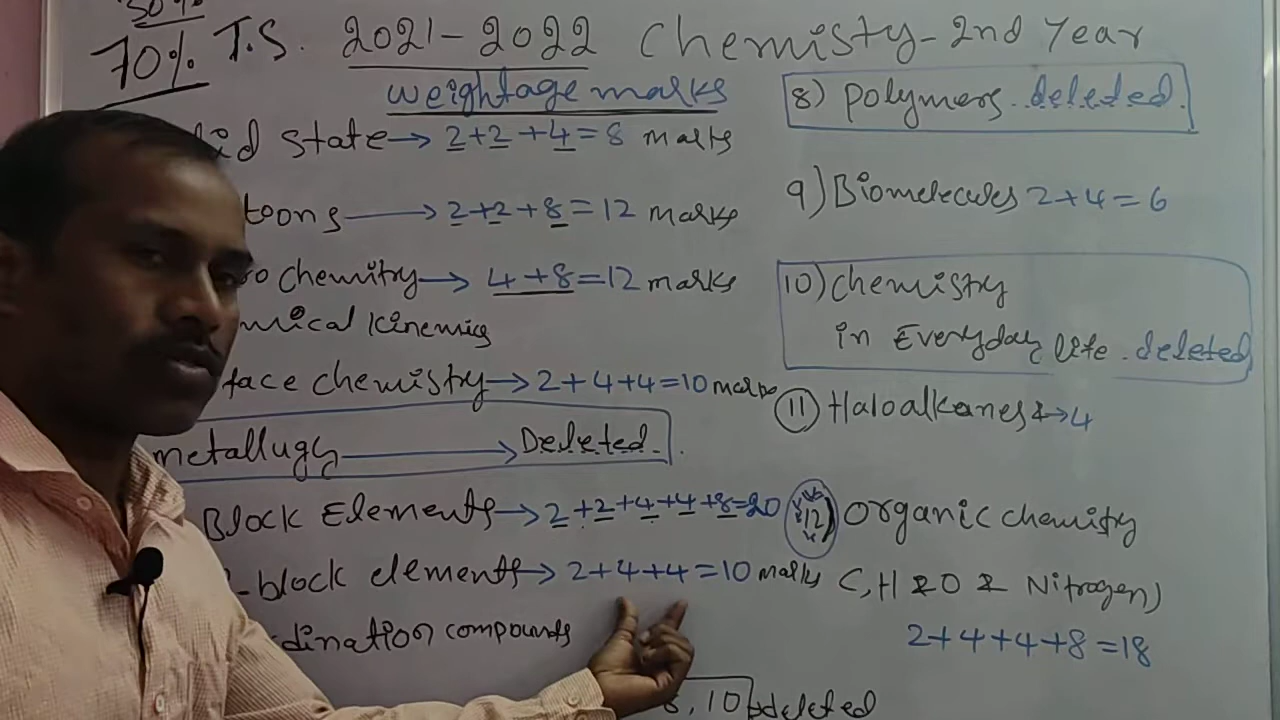 50%
70% T.S. 2021-2022 Chemisty-2nd Year
weightage marks
id state → 2+2+4=8 marks
toons → 2+2+8=12 marks
ro chemitry → 4+8=12 marks
mical kinemics
face chemistry → 2+4+4=10 marks
metallugy → Deleted.
Block Elements → 2+2+4+4+8=20
-block elements → 2+4+4=10 marks
dination compounds
8, 10 → deleted
8) polymers. deleted.
9) Biomelecules 2+4=6
10) chemistry
in Everyday life. deleted
11 Haloalkanes → 4
12) organic chemistry
C, H & O & Nitrogen)
2+4+4+8=18